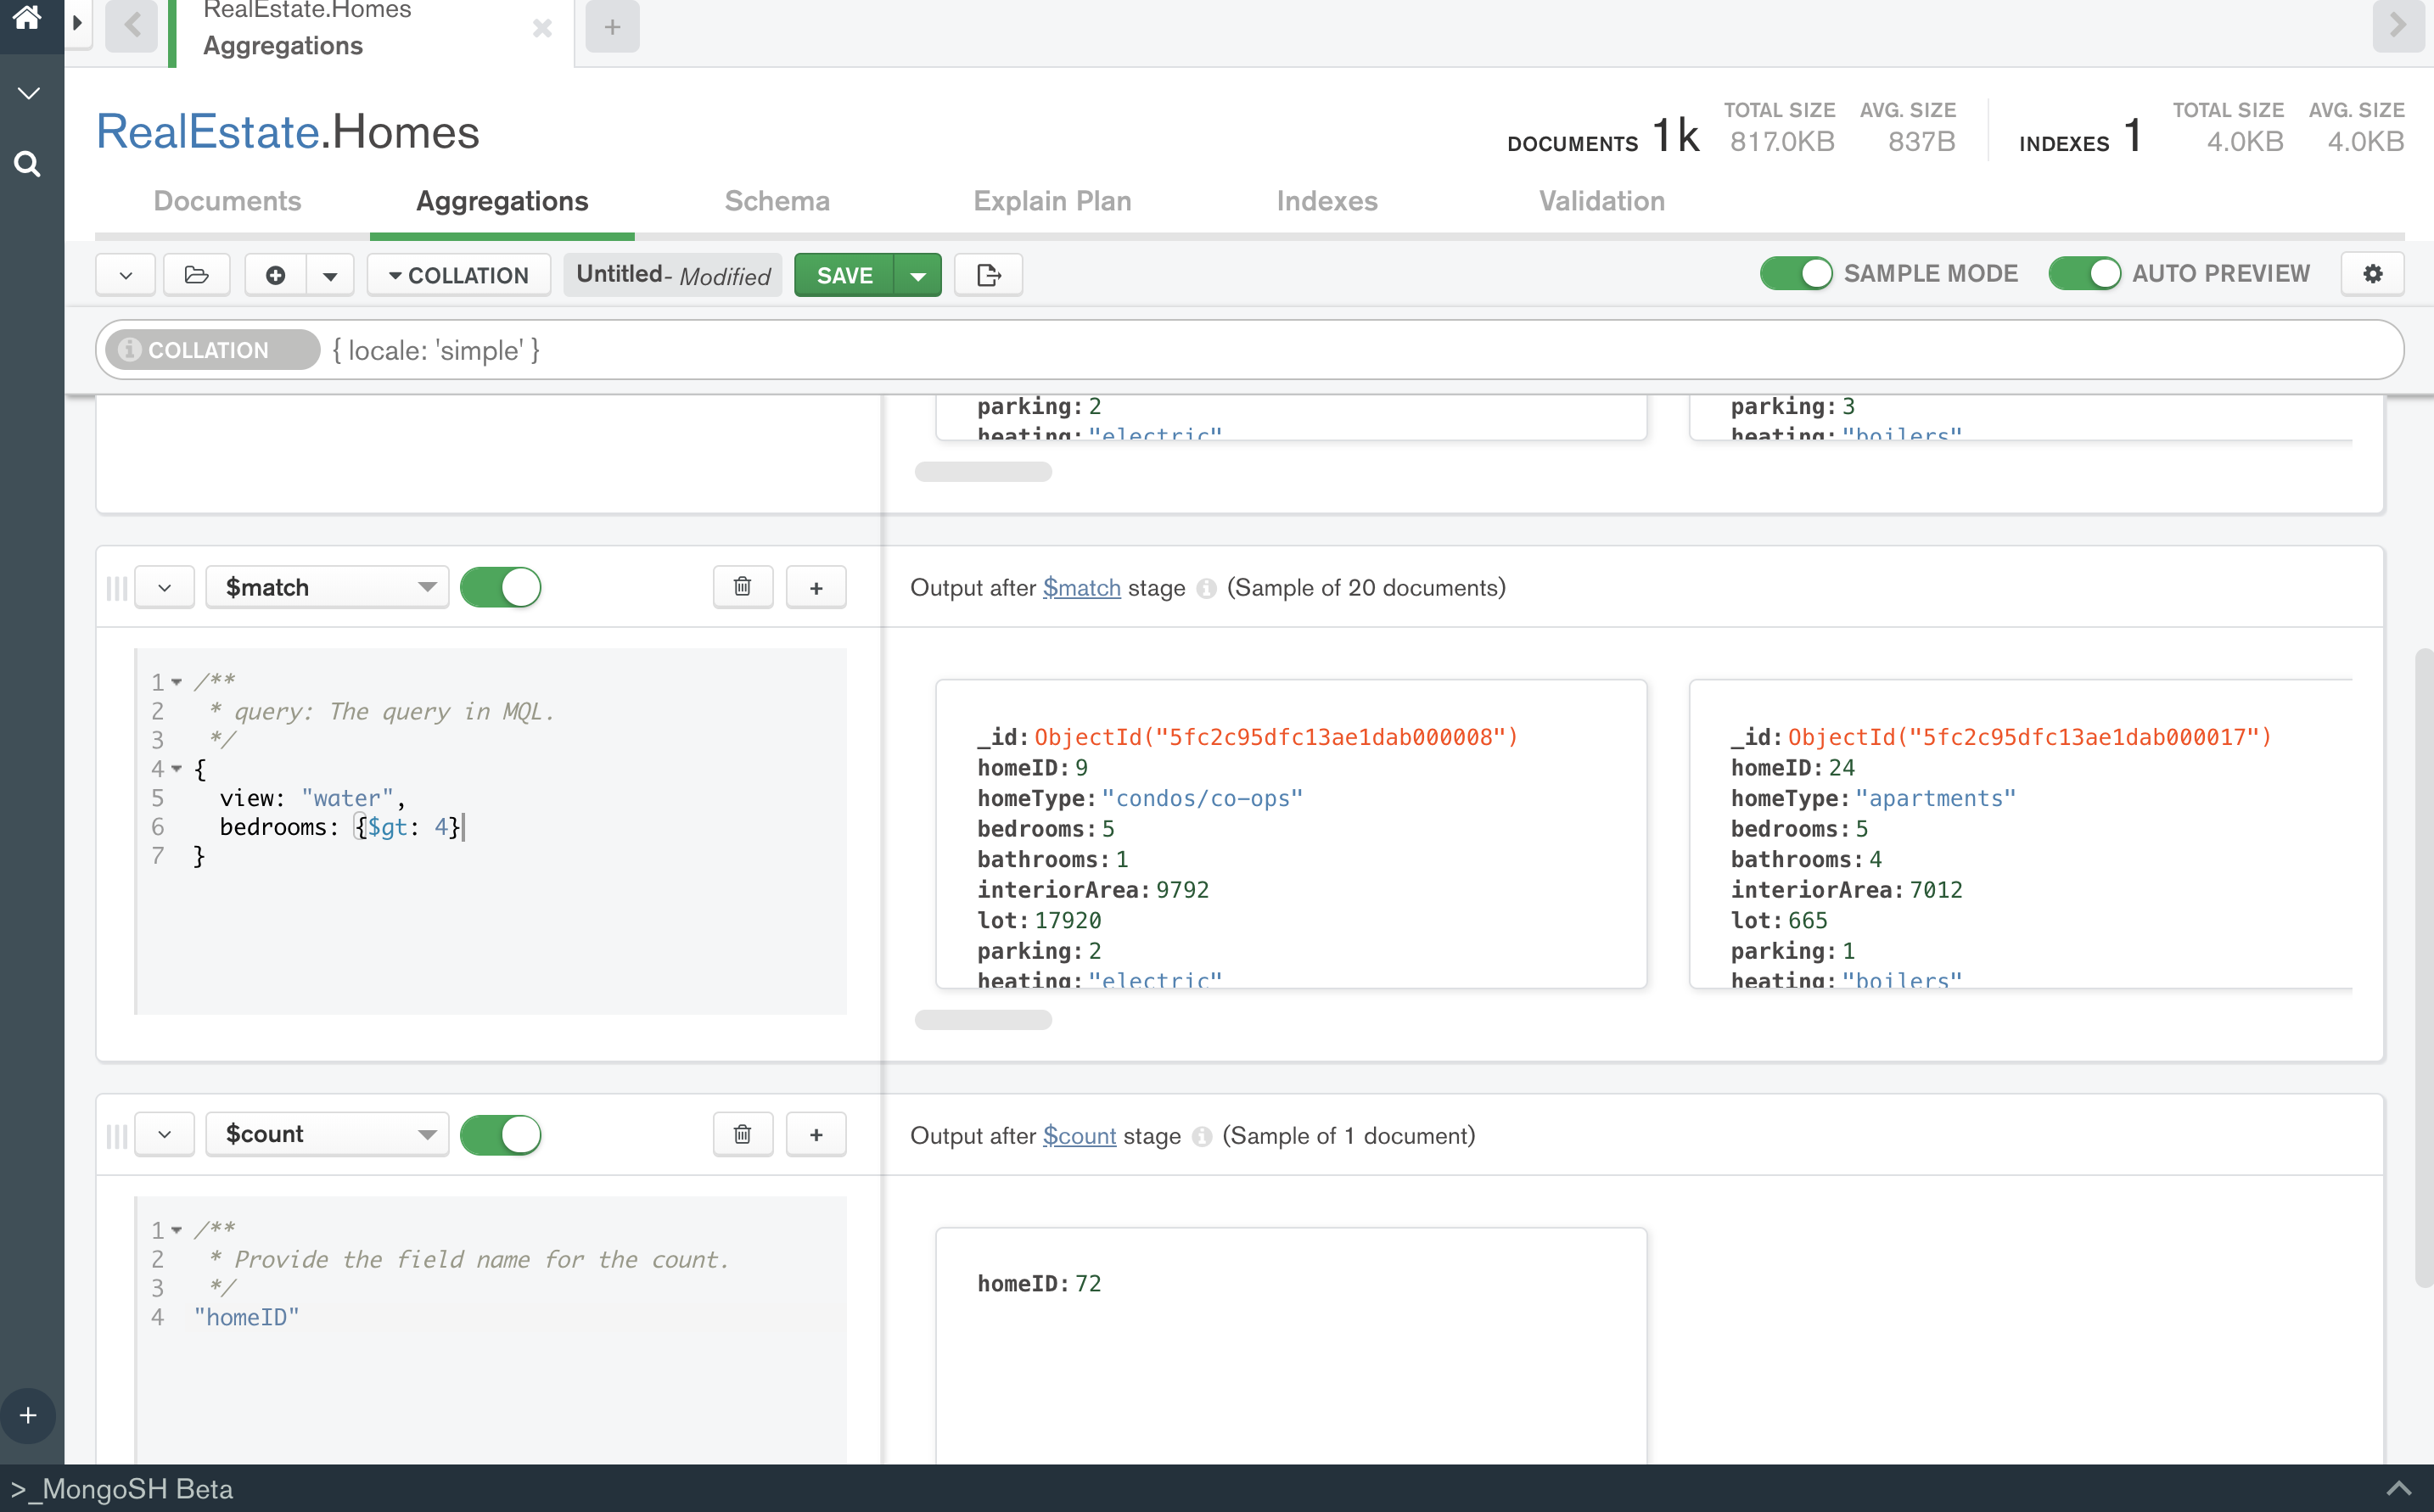 RealEstate.Homes
Aggregations
RealEstate.Homes
DOCUMENTS 1k TOTAL SIZE 817.0KB AVG. SIZE 837B INDEXES 1 TOTAL SIZE 4.0KB AVG. SIZE 4.0KB
Documents Aggregations Schema Explain Plan Indexes Validation
COLLATION Untitled- Modified SAVE SAMPLE MODE AUTO PREVIEW
COLLATION { locale: 'simple' }
parking: 2
heating: "electric"
parking: 3
heating: "boilers"
$match
Output after $match stage (Sample of 20 documents)
1 /**
2 * query: The query in MQL.
3 */
4 {
5 view: "water",
6 bedrooms: {$gt: 4}
7 }
_id: ObjectId("5fc2c95dfc13ae1dab000008")
homeID: 9
homeType: "condos/co-ops"
bedrooms: 5
bathrooms: 1
interiorArea: 9792
lot: 17920
parking: 2
heating: "electric"
_id: ObjectId("5fc2c95dfc13ae1dab000017")
homeID: 24
homeType: "apartments"
bedrooms: 5
bathrooms: 4
interiorArea: 7012
lot: 665
parking: 1
heating: "boilers"
$count
Output after $count stage (Sample of 1 document)
1 /**
2 * Provide the field name for the count.
3 */
4 "homeID"
homeID: 72
>_MongoSH Beta